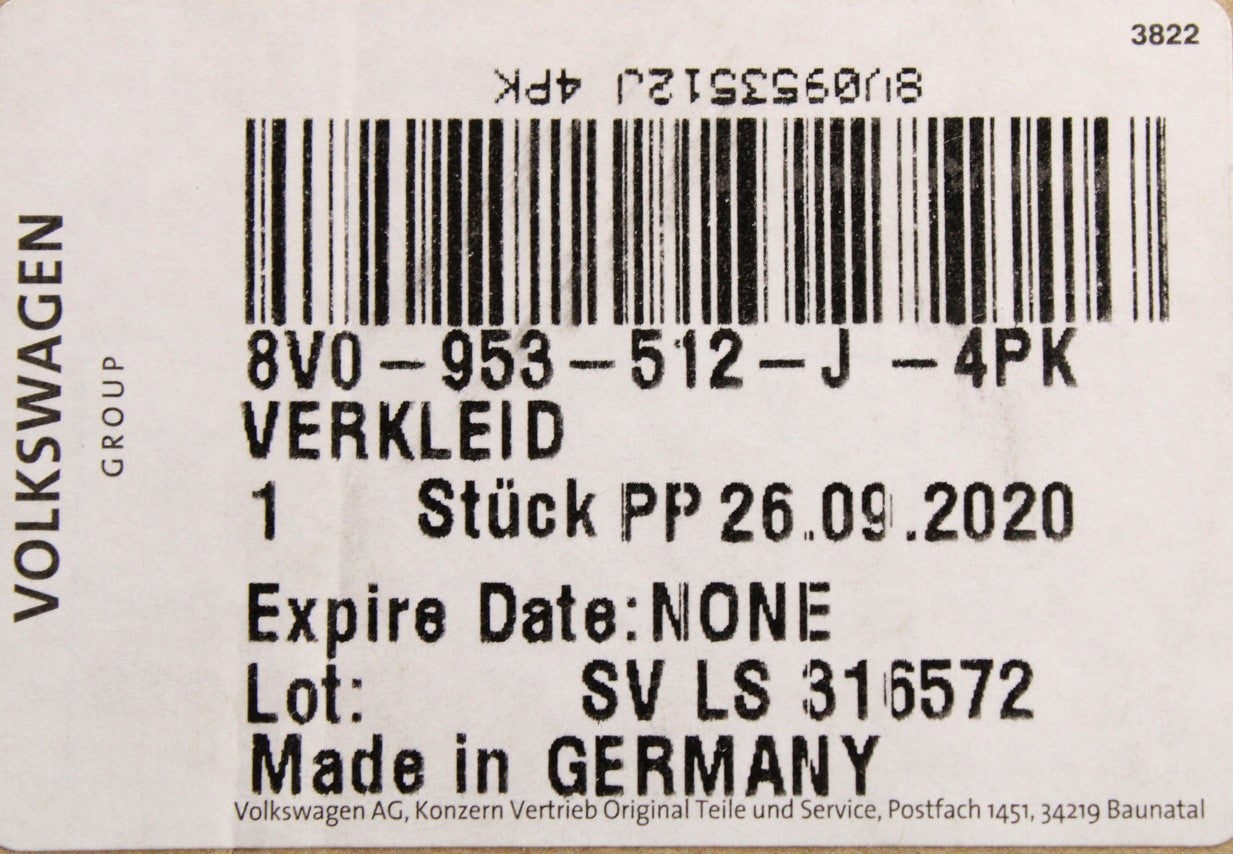 3822
8V0953512J 4PK
8V0-953-512-J -4PK
VERKLEID
1 Stück PP 26.09.2020
Expire Date:NONE
Lot: SV LS 316572
Made in GERMANY
Volkswagen AG, Konzern Vertrieb Original Teile und Service, Postfach 1451, 34219 Baunatal
VOLKSWAGEN
GROUP